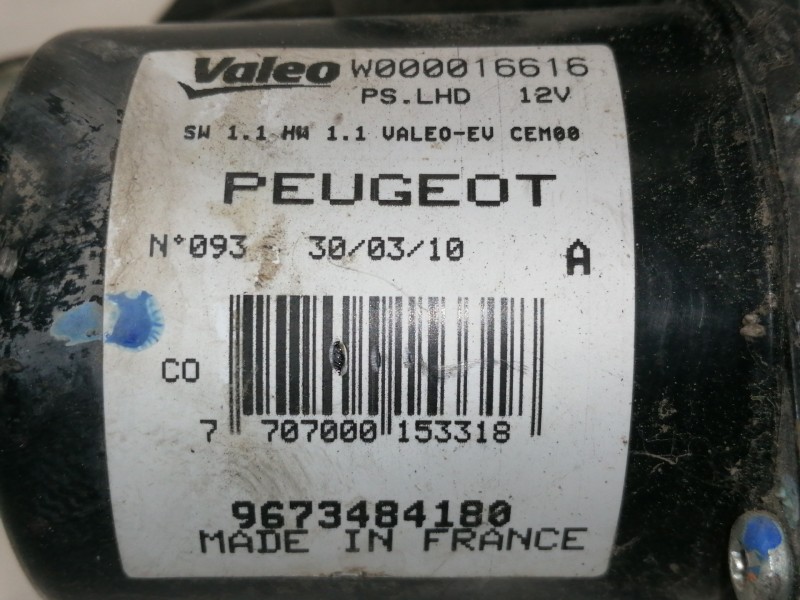 Valeo W000016616
PS.LHD 12V
SW 1.1 HW 1.1 VALEO-EV CEM00
PEUGEOT
N°093 30/03/10 A
CO
7 707000 153318
9673484180
MADE IN FRANCE